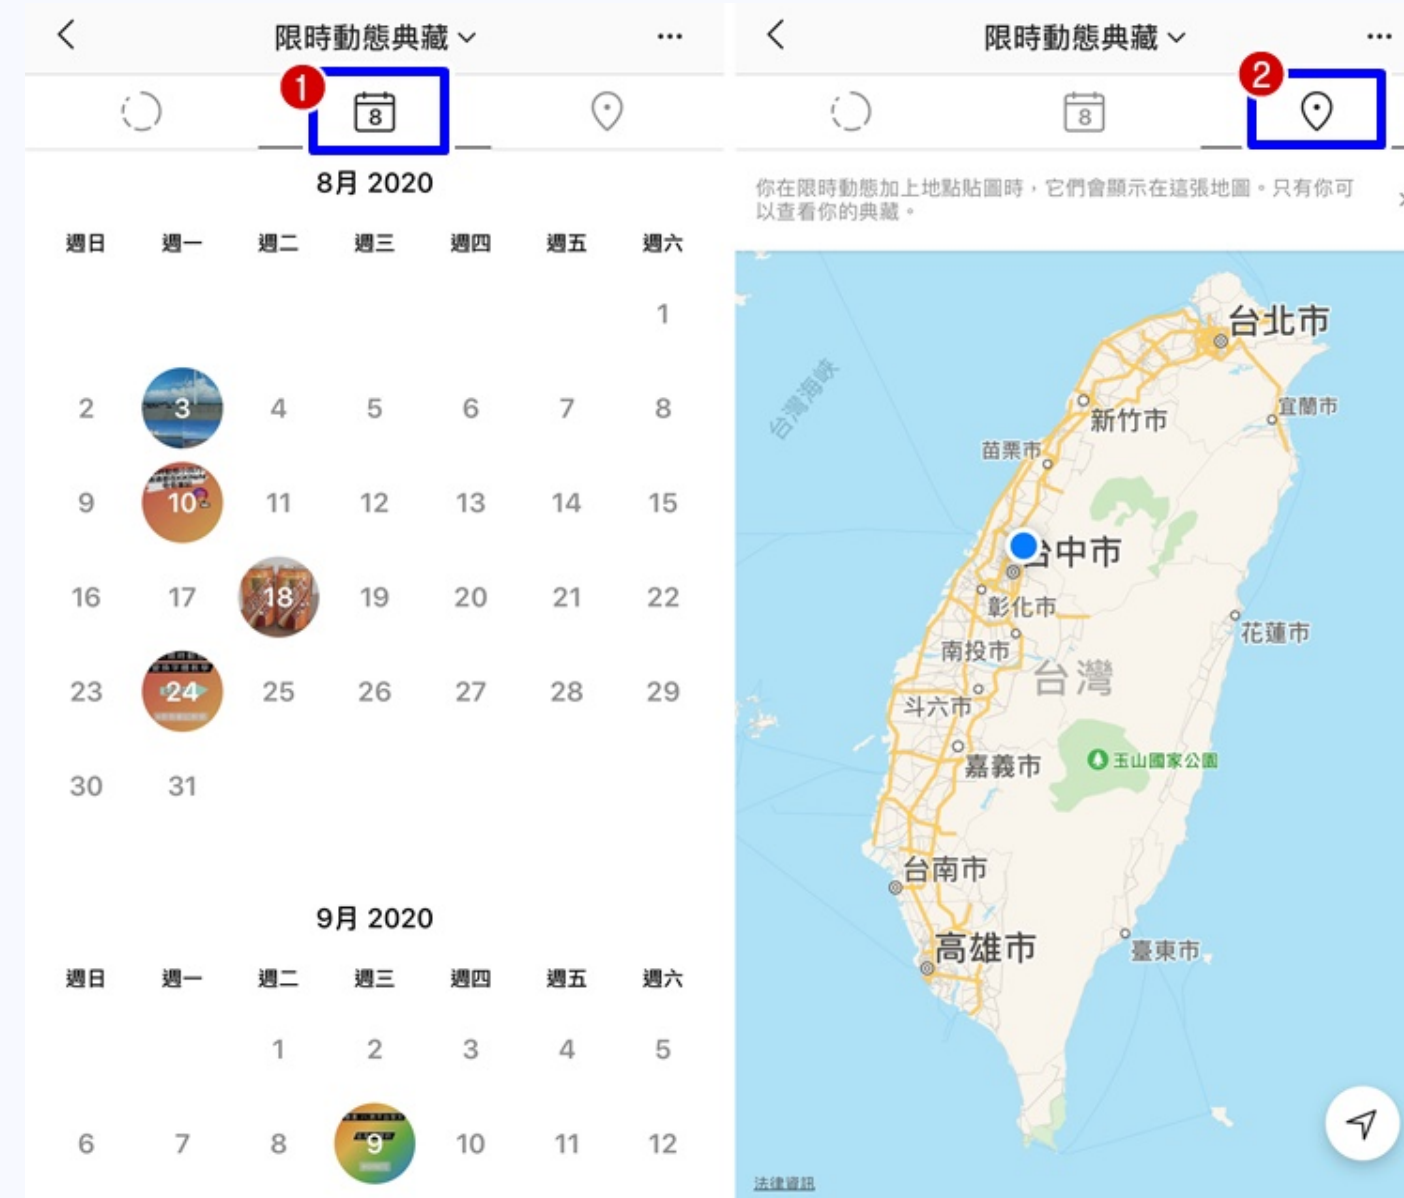 限時動態典藏
1
8
8月 2020
週日 週一 週二 週三 週四 週五 週六
1
2 3 4 5 6 7 8
9 10 11 12 13 14 15
16 17 18 19 20 21 22
23 24 25 26 27 28 29
30 31
9月 2020
週日 週一 週二 週三 週四 週五 週六
1 2 3 4 5
6 7 8 9 10 11 12
限時動態典藏
2
8
你在限時動態加上地點貼圖時，它們會顯示在這張地圖。只有你可
以查看你的典藏。
台灣海峽
台北市
宜蘭市
新竹市
苗栗市
台中市
彰化市
花蓮市
南投市
台灣
斗六市
玉山國家公園
嘉義市
台南市
高雄市
臺東市
法律資訊